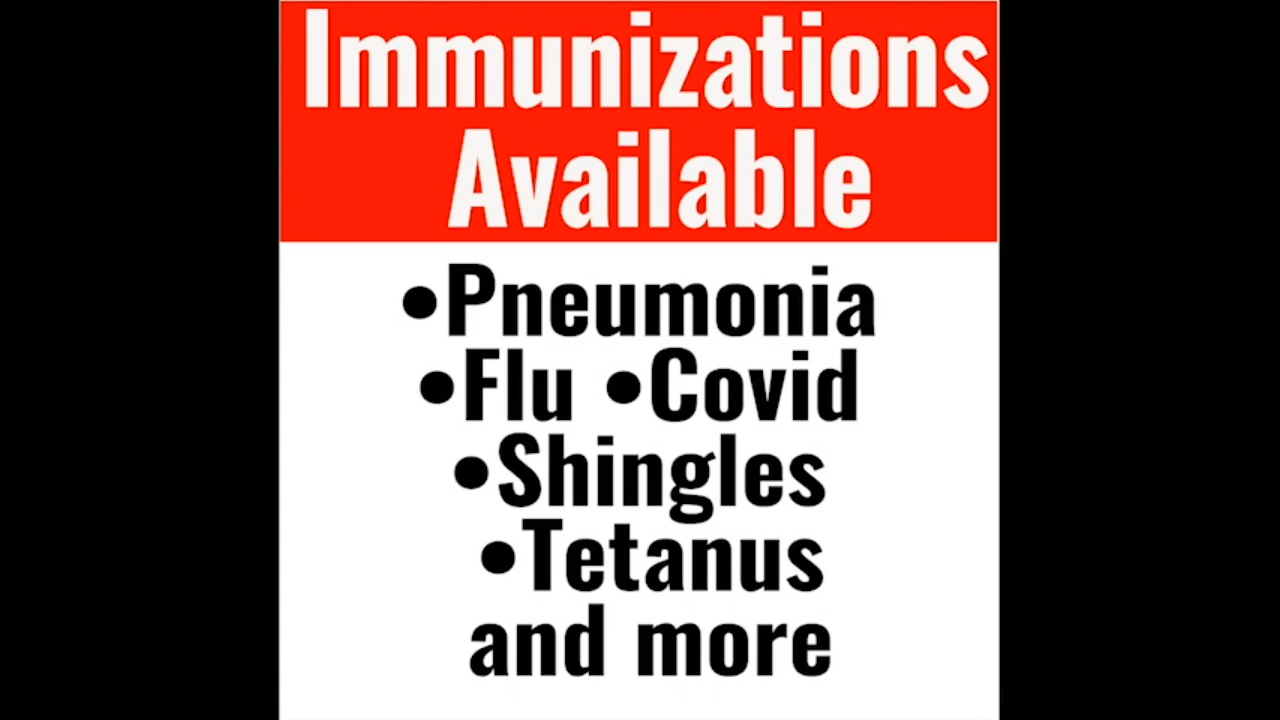 Immunizations
Available
•Pneumonia
•Flu •Covid
•Shingles
•Tetanus
and more